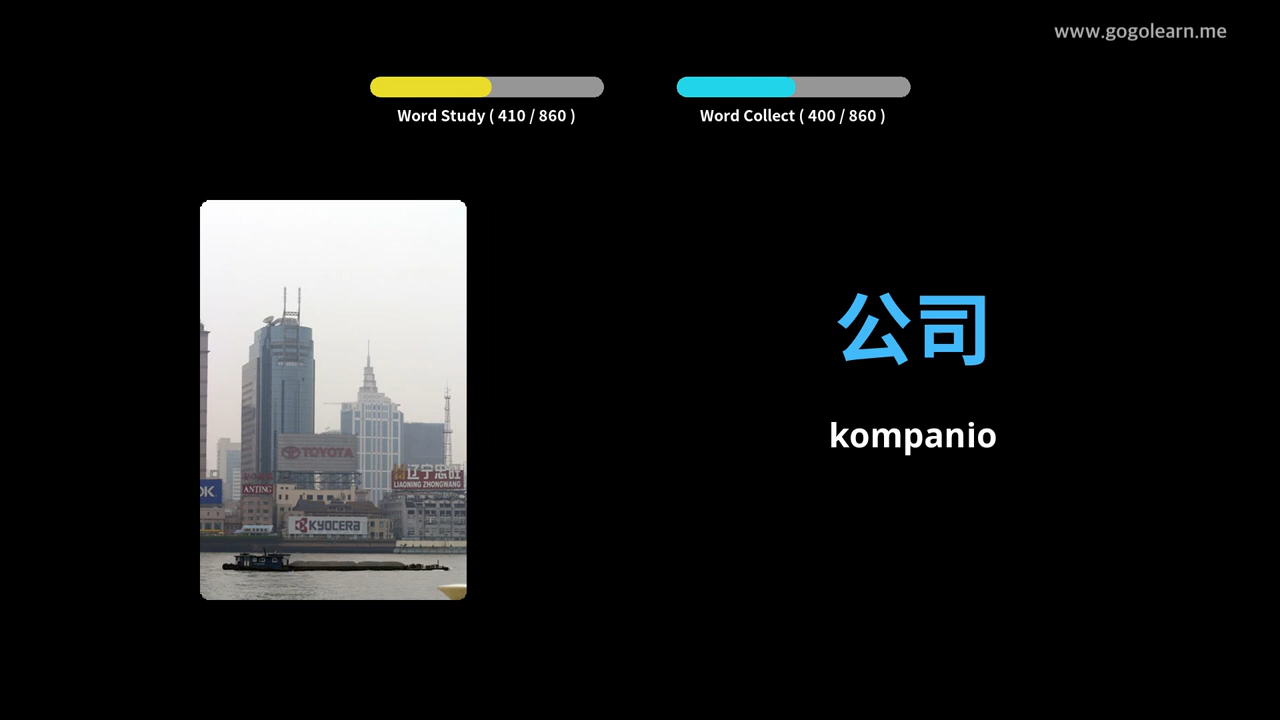 www.gogolearn.me
Word Study ( 410 / 860 )
Word Collect ( 400 / 860 )
公司
kompanio
TOYOTA
辽宁忠旺
LIAONING ZHONGWANG
ANTING
OK
KYOCERA